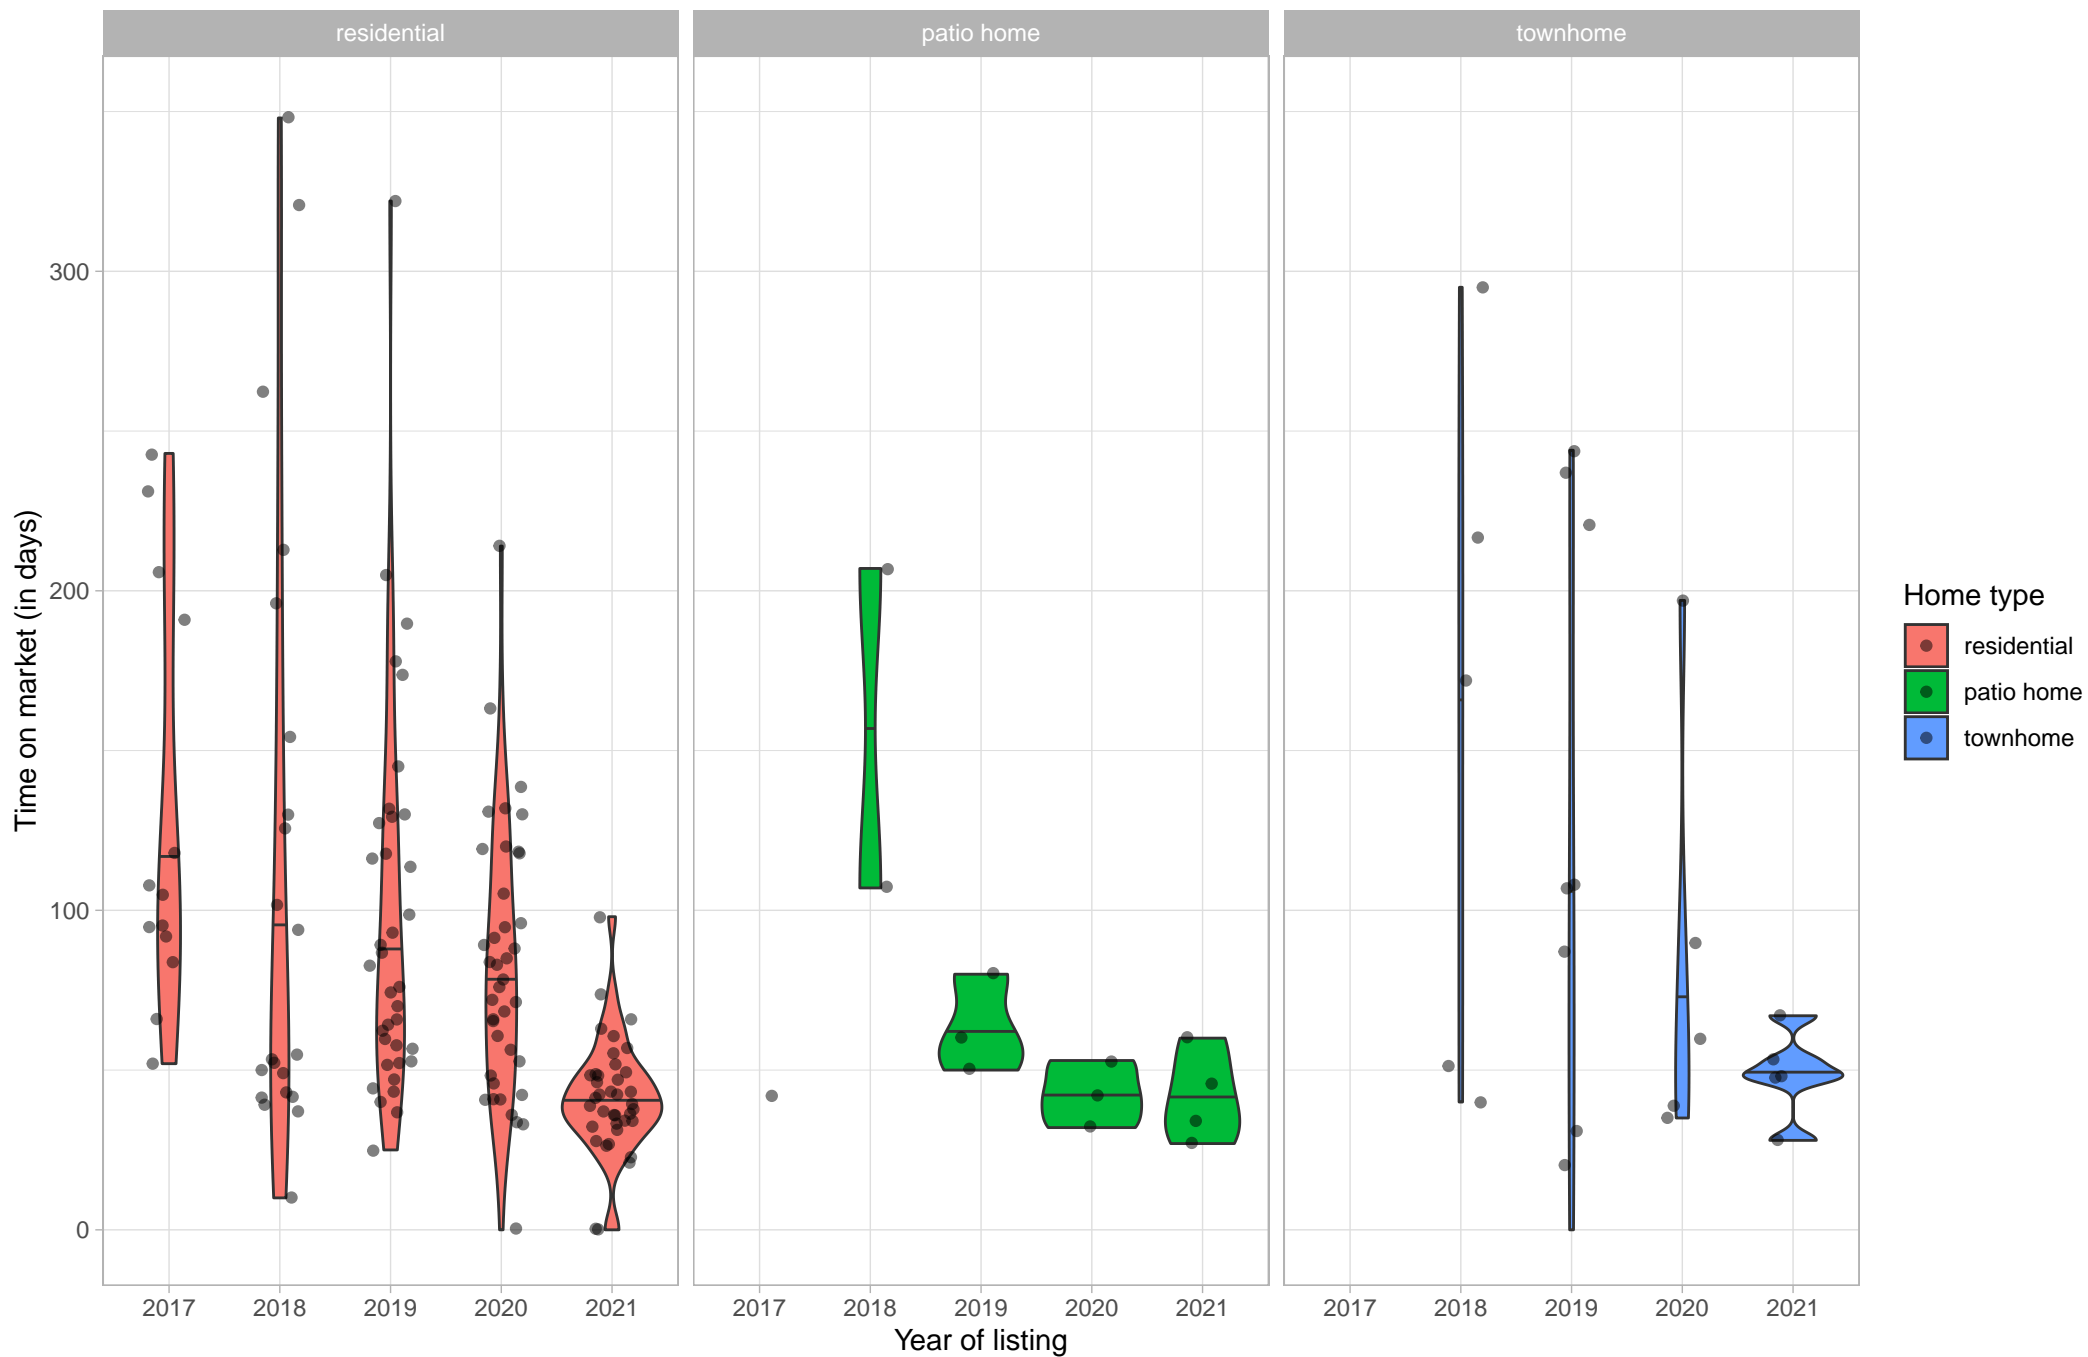 residential
patio home
townhome
Time on market (in days)
300
200
100
0
2017 2018 2019 2020 2021
2017 2018 2019 2020 2021
2017 2018 2019 2020 2021
Year of listing
Home type
residential
patio home
townhome